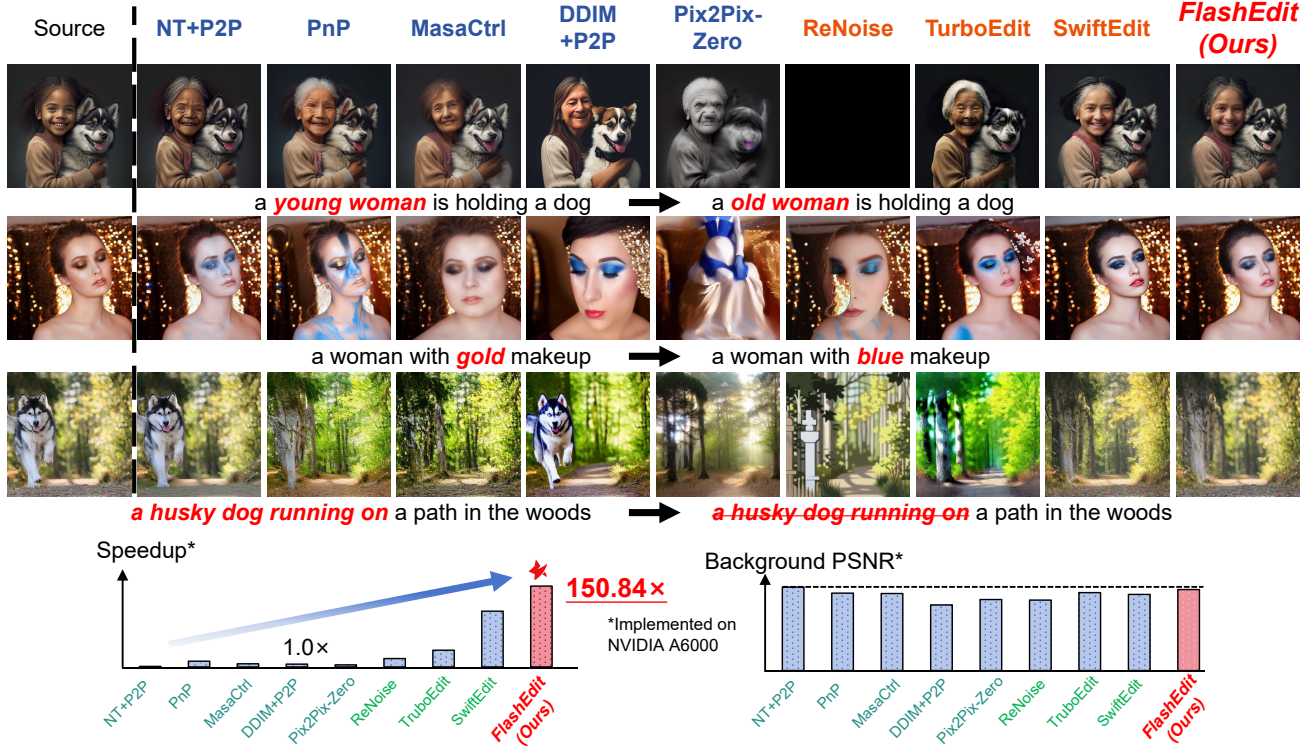 Source NT+P2P PnP MasaCtrl DDIM +P2P Pix2Pix-Zero ReNoise TurboEdit SwiftEdit FlashEdit (Ours)
a young woman is holding a dog a old woman is holding a dog
a woman with gold makeup a woman with blue makeup
a husky dog running on a path in the woods a husky dog running on a path in the woods
Speedup*
1.0×
150.84×
*Implemented on
NVIDIA A6000
NT+P2P PnP MasaCtrl DDIM+P2P Pix2Pix-Zero ReNoise TruboEdit SwiftEdit FlashEdit (Ours)
Background PSNR*
NT+P2P PnP MasaCtrl DDIM+P2P Pix2Pix-Zero ReNoise TruboEdit SwiftEdit FlashEdit (Ours)